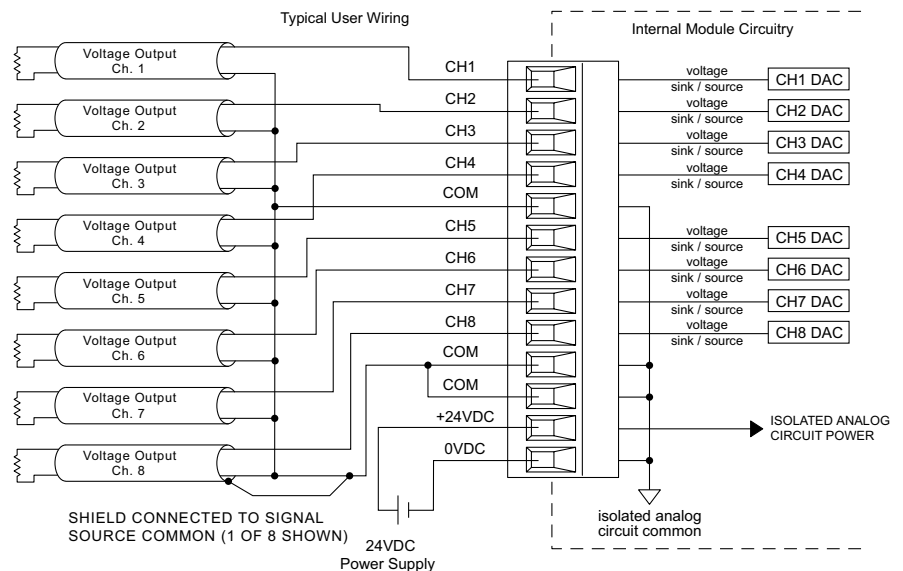 Typical User Wiring
Internal Module Circuitry
Voltage Output
Ch. 1
Voltage Output
Ch. 2
Voltage Output
Ch. 3
Voltage Output
Ch. 4
Voltage Output
Ch. 5
Voltage Output
Ch. 6
Voltage Output
Ch. 7
Voltage Output
Ch. 8
SHIELD CONNECTED TO SIGNAL
SOURCE COMMON (1 OF 8 SHOWN)
CH1
CH2
CH3
CH4
COM
CH5
CH6
CH7
CH8
COM
COM
+24VDC
0VDC
24VDC
Power Supply
voltage
sink / source
CH1 DAC
voltage
sink / source
CH2 DAC
voltage
sink / source
CH3 DAC
voltage
sink / source
CH4 DAC
voltage
sink / source
CH5 DAC
voltage
sink / source
CH6 DAC
voltage
sink / source
CH7 DAC
voltage
sink / source
CH8 DAC
ISOLATED ANALOG
CIRCUIT POWER
isolated analog
circuit common